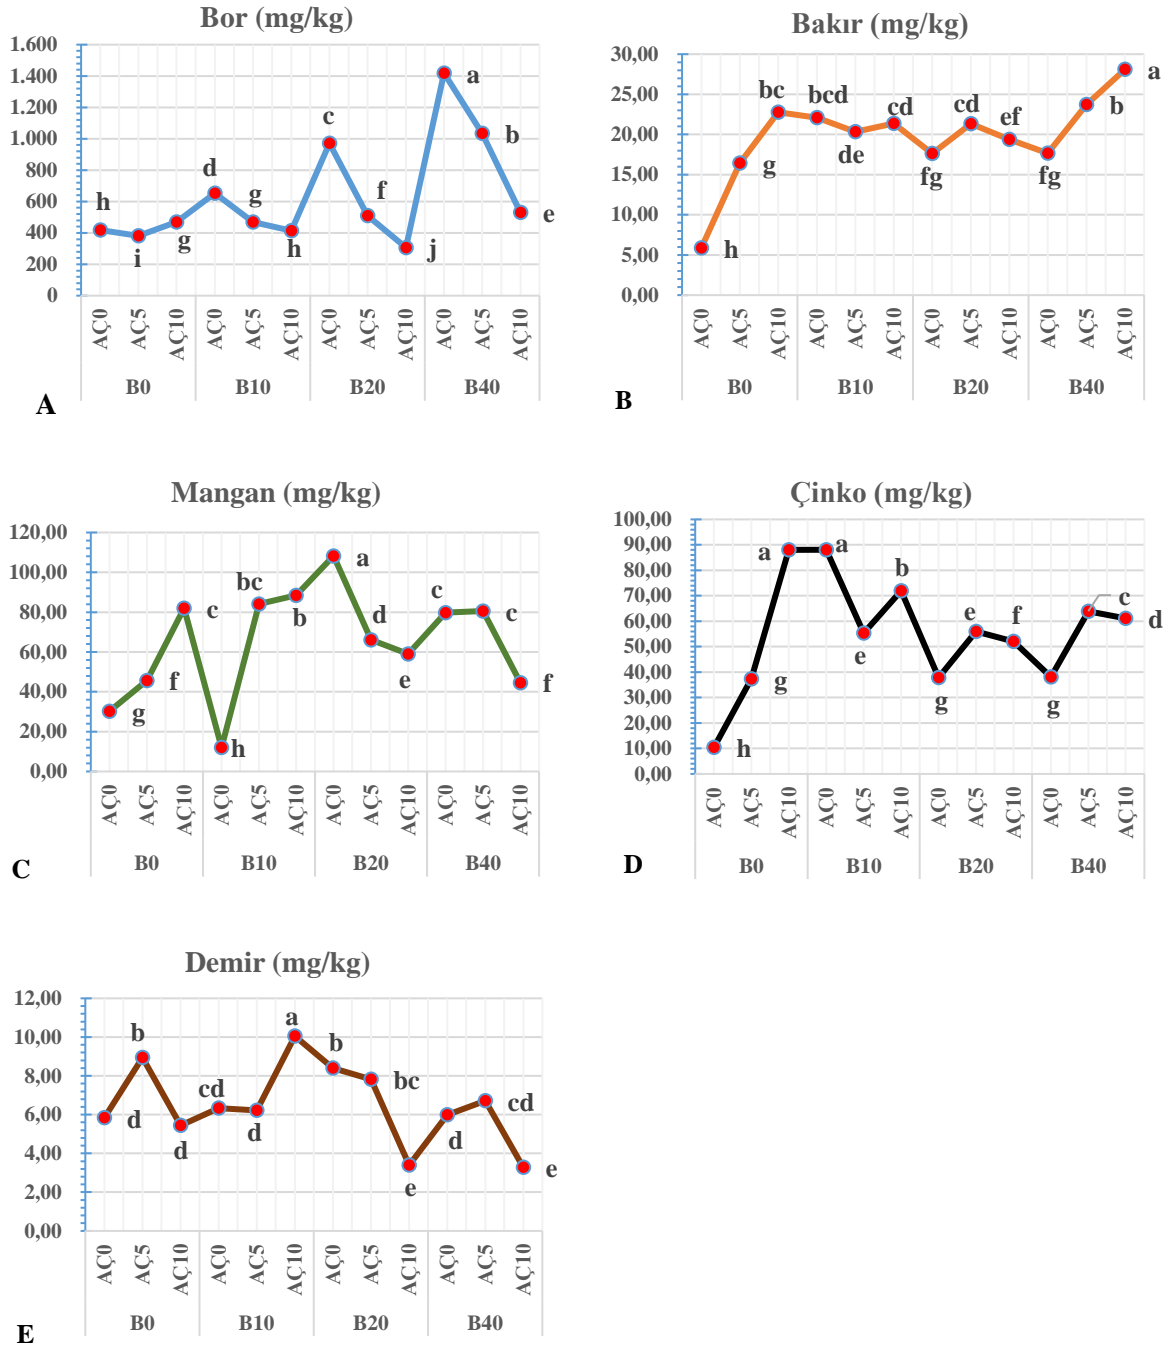 Bor (mg/kg)
1.600
1.400
1.200
1.000
800
600
400
200
0
h
i
g
d
g
h
c
f
j
a
b
e
AÇ0 AÇ5 AÇ10 AÇ0 AÇ5 AÇ10 AÇ0 AÇ5 AÇ10 AÇ0 AÇ5 AÇ10
B0 B10 B20 B40
A
Bakır (mg/kg)
30,00
25,00
20,00
15,00
10,00
5,00
0,00
h
g
bc
bcd
de
cd
fg
cd
ef
fg
b
a
AÇ0 AÇ5 AÇ10 AÇ0 AÇ5 AÇ10 AÇ0 AÇ5 AÇ10 AÇ0 AÇ5 AÇ10
B0 B10 B20 B40
B
Mangan (mg/kg)
120,00
100,00
80,00
60,00
40,00
20,00
0,00
g
f
c
h
bc
b
a
d
e
c
c
f
AÇ0 AÇ5 AÇ10 AÇ0 AÇ5 AÇ10 AÇ0 AÇ5 AÇ10 AÇ0 AÇ5 AÇ10
B0 B10 B20 B40
C
Çinko (mg/kg)
100,00
90,00
80,00
70,00
60,00
50,00
40,00
30,00
20,00
10,00
0,00
h
g
a
a
e
b
g
e
f
g
c
d
AÇ0 AÇ5 AÇ10 AÇ0 AÇ5 AÇ10 AÇ0 AÇ5 AÇ10 AÇ0 AÇ5 AÇ10
B0 B10 B20 B40
D
Demir (mg/kg)
12,00
10,00
8,00
6,00
4,00
2,00
0,00
d
b
d
cd
d
a
b
bc
e
d
cd
e
AÇ0 AÇ5 AÇ10 AÇ0 AÇ5 AÇ10 AÇ0 AÇ5 AÇ10 AÇ0 AÇ5 AÇ10
B0 B10 B20 B40
E